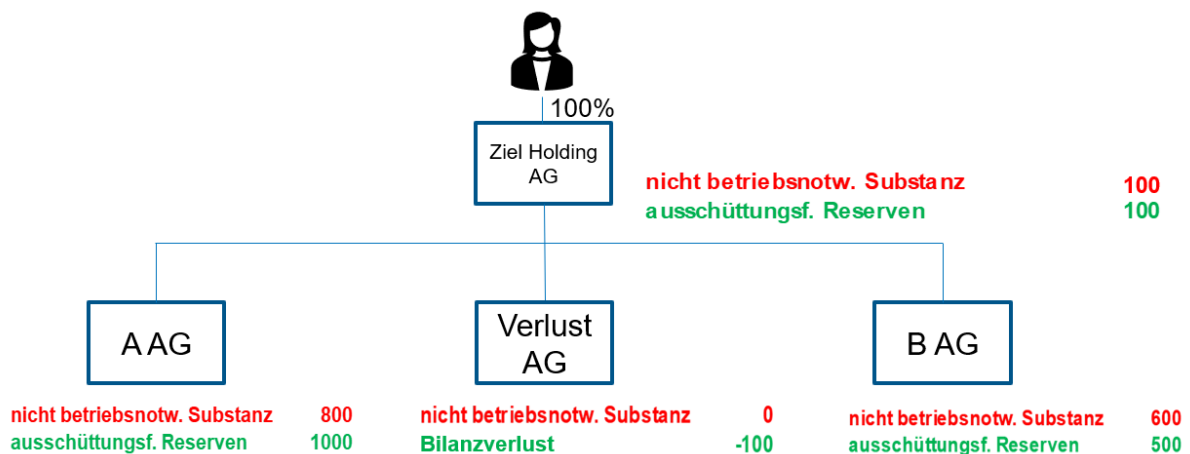 100%
Ziel Holding
AG
nicht betriebsnotw. Substanz 100
ausschüttungsf. Reserven 100
A AG
Verlust
AG
B AG
nicht betriebsnotw. Substanz 800
ausschüttungsf. Reserven 1000
nicht betriebsnotw. Substanz 0
Bilanzverlust -100
nicht betriebsnotw. Substanz 600
ausschüttungsf. Reserven 500